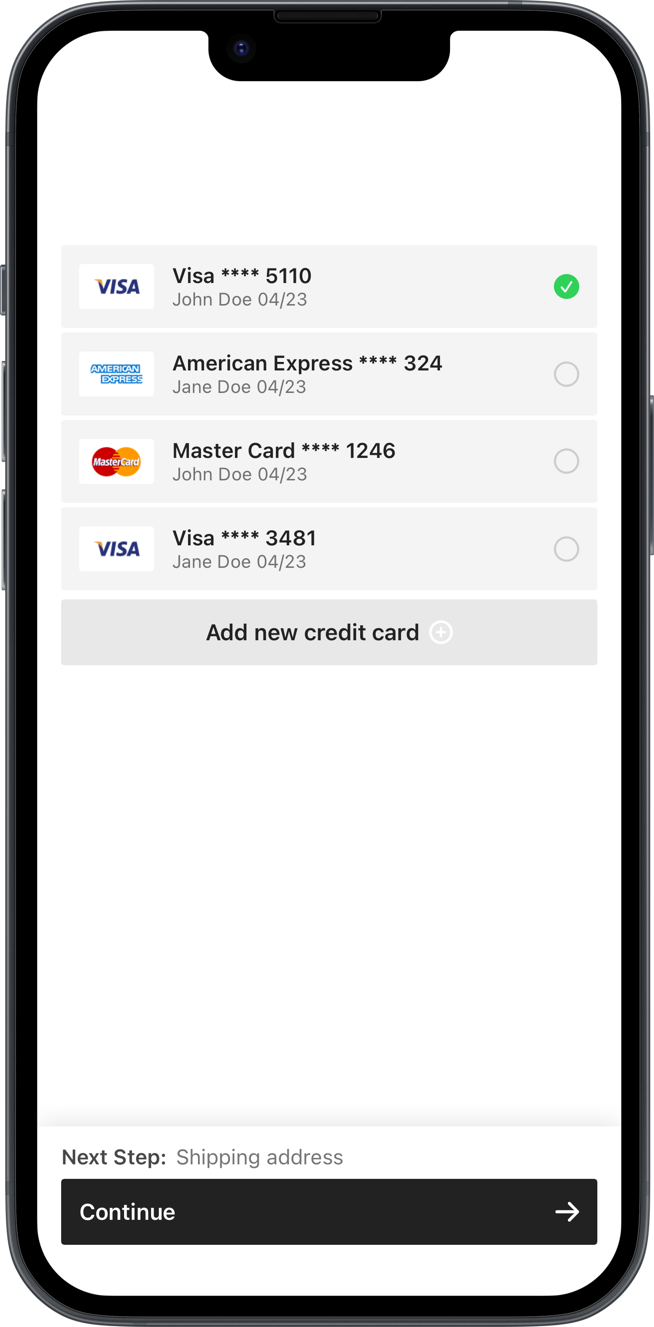 VISA
Visa **** 5110
John Doe 04/23
AMERICAN
EXPRESS
American Express **** 324
Jane Doe 04/23
MasterCard
Master Card **** 1246
John Doe 04/23
VISA
Visa **** 3481
Jane Doe 04/23
Add new credit card
Next Step: Shipping address
Continue